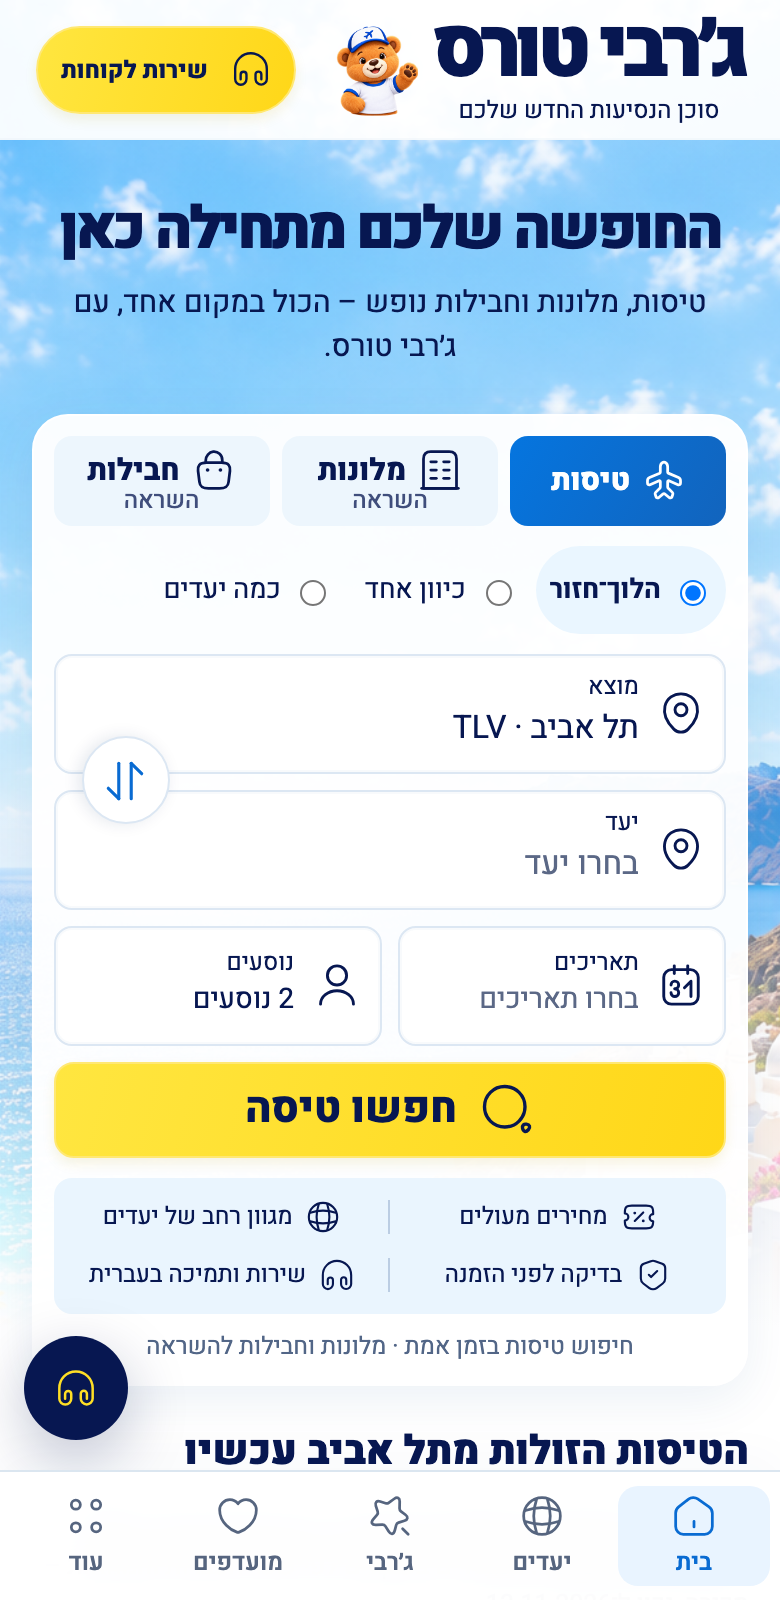 ג'רבי טורס
סוכן הנסיעות החדש שלכם
שירות לקוחות
החופשה שלכם מתחילה כאן
טיסות, מלונות וחבילות נופש – הכול במקום אחד, עם
ג'רבי טורס.
טיסות
מלונות
השראה
חבילות
השראה
הלוך־חזור
כיוון אחד
כמה יעדים
מוצא
תל אביב · TLV
יעד
בחרו יעד
תאריכים
בחרו תאריכים
31
נוסעים
2 נוסעים
חפשו טיסה
מחירים מעולים
מגוון רחב של יעדים
בדיקה לפני הזמנה
שירות ותמיכה בעברית
חיפוש טיסות בזמן אמת · מלונות וחבילות להשראה
הטיסות הזולות מתל אביב עכשיו
בית
יעדים
ג'רבי
מועדפים
עוד